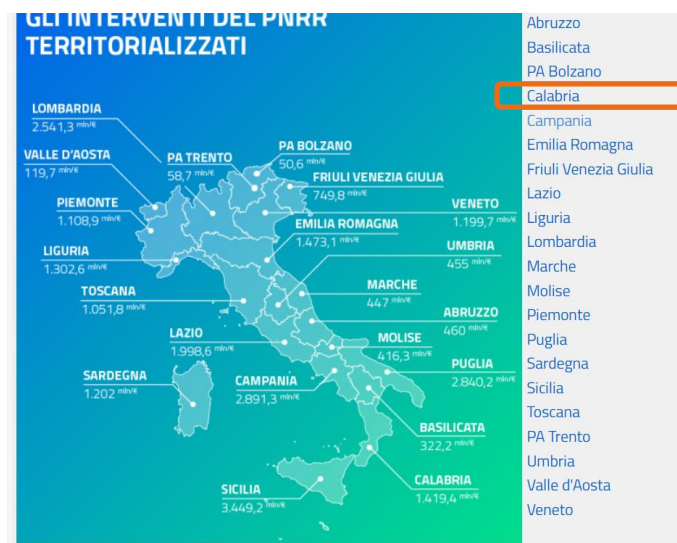 GLI INTERVENTI DEL PNRR
TERRITORIALIZZATI
LOMBARDIA
2.541,3 mln/€
VALLE D'AOSTA
119,7 mln/€
PA TRENTO
58,7 mln/€
PA BOLZANO
50,6 mln/€
FRIULI VENEZIA GIULIA
749,8 mln/€
PIEMONTE
1.108,9 mln/€
VENETO
1.199,7 mln/€
EMILIA ROMAGNA
1.473,1 mln/€
LIGURIA
1.302,6 mln/€
UMBRIA
455 mln/€
TOSCANA
1.051,8 mln/€
MARCHE
447 mln/€
ABRUZZO
460 mln/€
LAZIO
1.998,6 mln/€
MOLISE
416,3 mln/€
PUGLIA
2.840,2 mln/€
SARDEGNA
1.202 mln/€
CAMPANIA
2.891,3 mln/€
BASILICATA
322,2 mln/€
CALABRIA
1.419,4 mln/€
SICILIA
3.449,2 mln/€
Abruzzo
Basilicata
PA Bolzano
Calabria
Campania
Emilia Romagna
Friuli Venezia Giulia
Lazio
Liguria
Lombardia
Marche
Molise
Piemonte
Puglia
Sardegna
Sicilia
Toscana
PA Trento
Umbria
Valle d'Aosta
Veneto